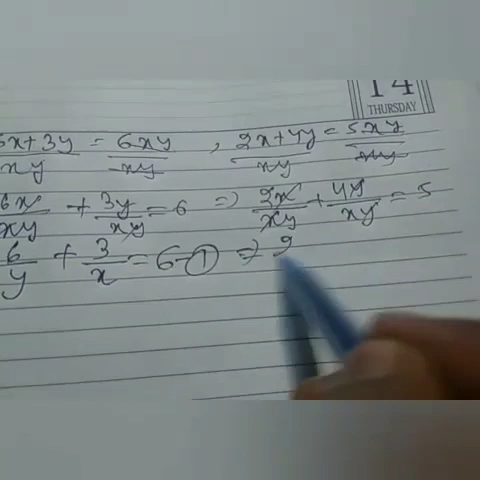 14
THURSDAY
6x+3y/xy = 6xy/xy , 2x+4y/xy = 5xy/xy
6x/xy + 3y/xy = 6 => 2x/xy + 4y/xy = 5
6/y + 3/x = 6-① => 2